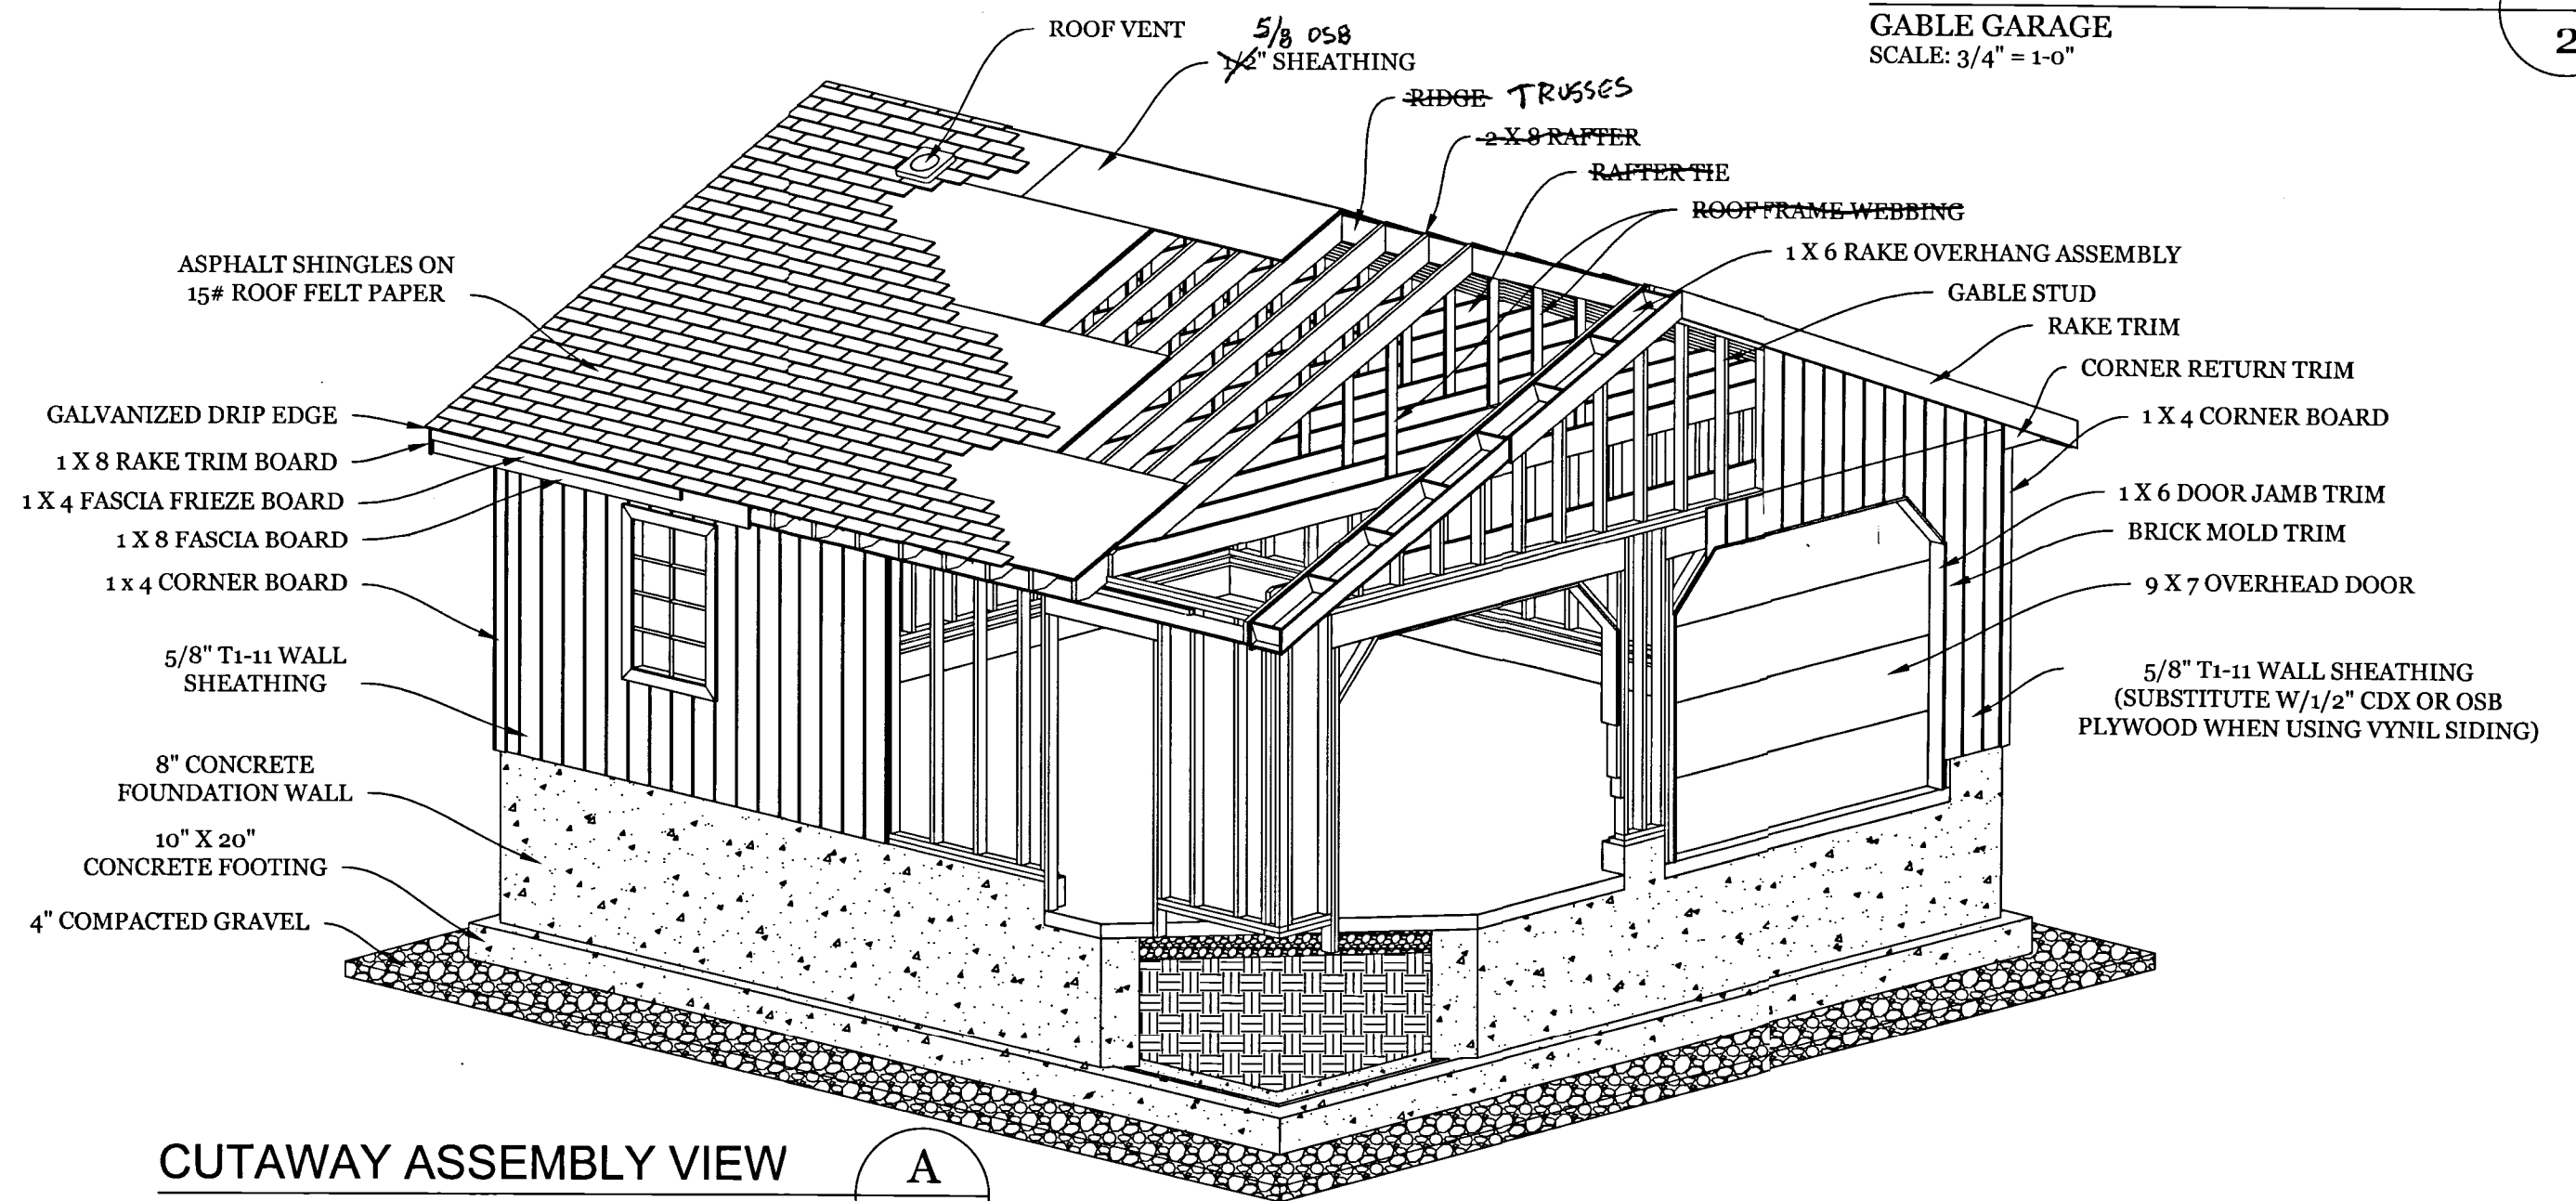 GABLE GARAGE
SCALE: 3/4" = 1-0"
2
ROOF VENT
5/8 OSB
1/2" SHEATHING
RIDGE TRUSSES
2 X 8 RAFTER
RAFTER TIE
ROOF FRAME WEBBING
1 X 6 RAKE OVERHANG ASSEMBLY
GABLE STUD
RAKE TRIM
CORNER RETURN TRIM
1 X 4 CORNER BOARD
1 X 6 DOOR JAMB TRIM
BRICK MOLD TRIM
9 X 7 OVERHEAD DOOR
5/8" T1-11 WALL SHEATHING
(SUBSTITUTE W/1/2" CDX OR OSB
PLYWOOD WHEN USING VYNIL SIDING)
ASPHALT SHINGLES ON
15# ROOF FELT PAPER
GALVANIZED DRIP EDGE
1 X 8 RAKE TRIM BOARD
1 X 4 FASCIA FRIEZE BOARD
1 X 8 FASCIA BOARD
1 x 4 CORNER BOARD
5/8" T1-11 WALL
SHEATHING
8" CONCRETE
FOUNDATION WALL
10" X 20"
CONCRETE FOOTING
4" COMPACTED GRAVEL
CUTAWAY ASSEMBLY VIEW
A